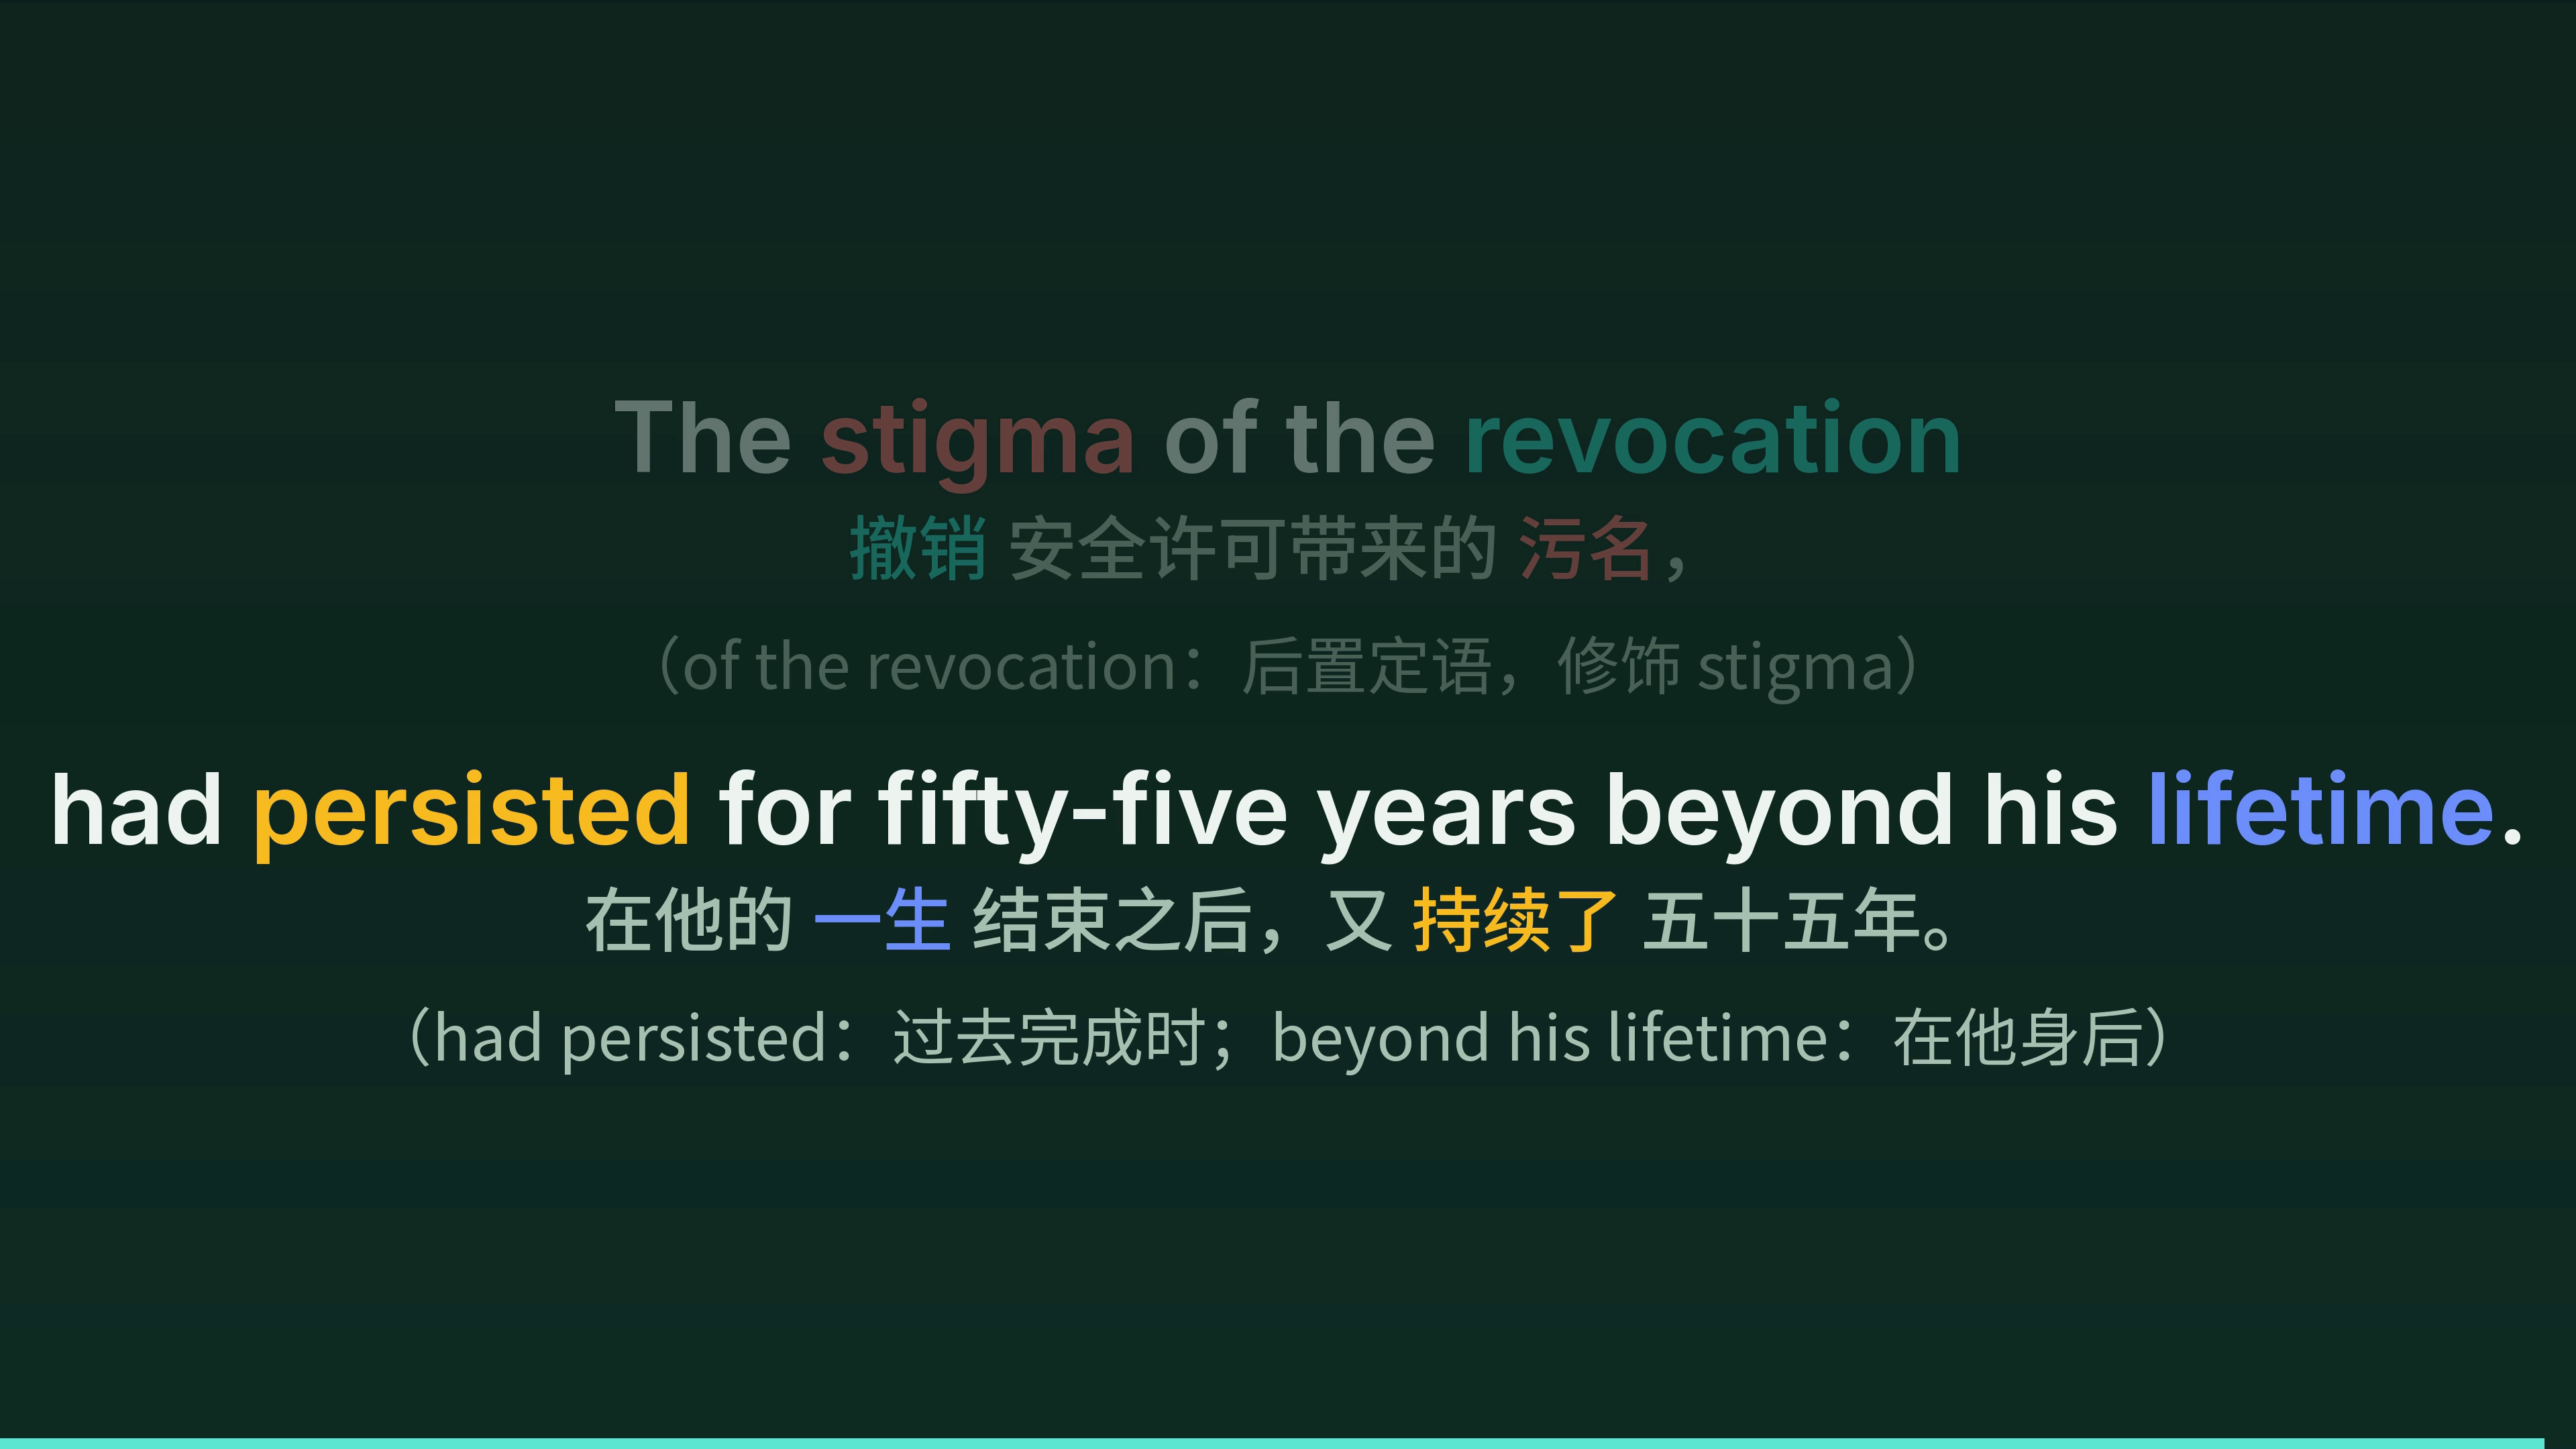 The stigma of the revocation
撤销 安全许可带来的 污名，
（of the revocation：后置定语，修饰 stigma）
had persisted for fifty-five years beyond his lifetime.
在他的 一生 结束之后，又 持续了 五十五年。
（had persisted：过去完成时；beyond his lifetime：在他身后）